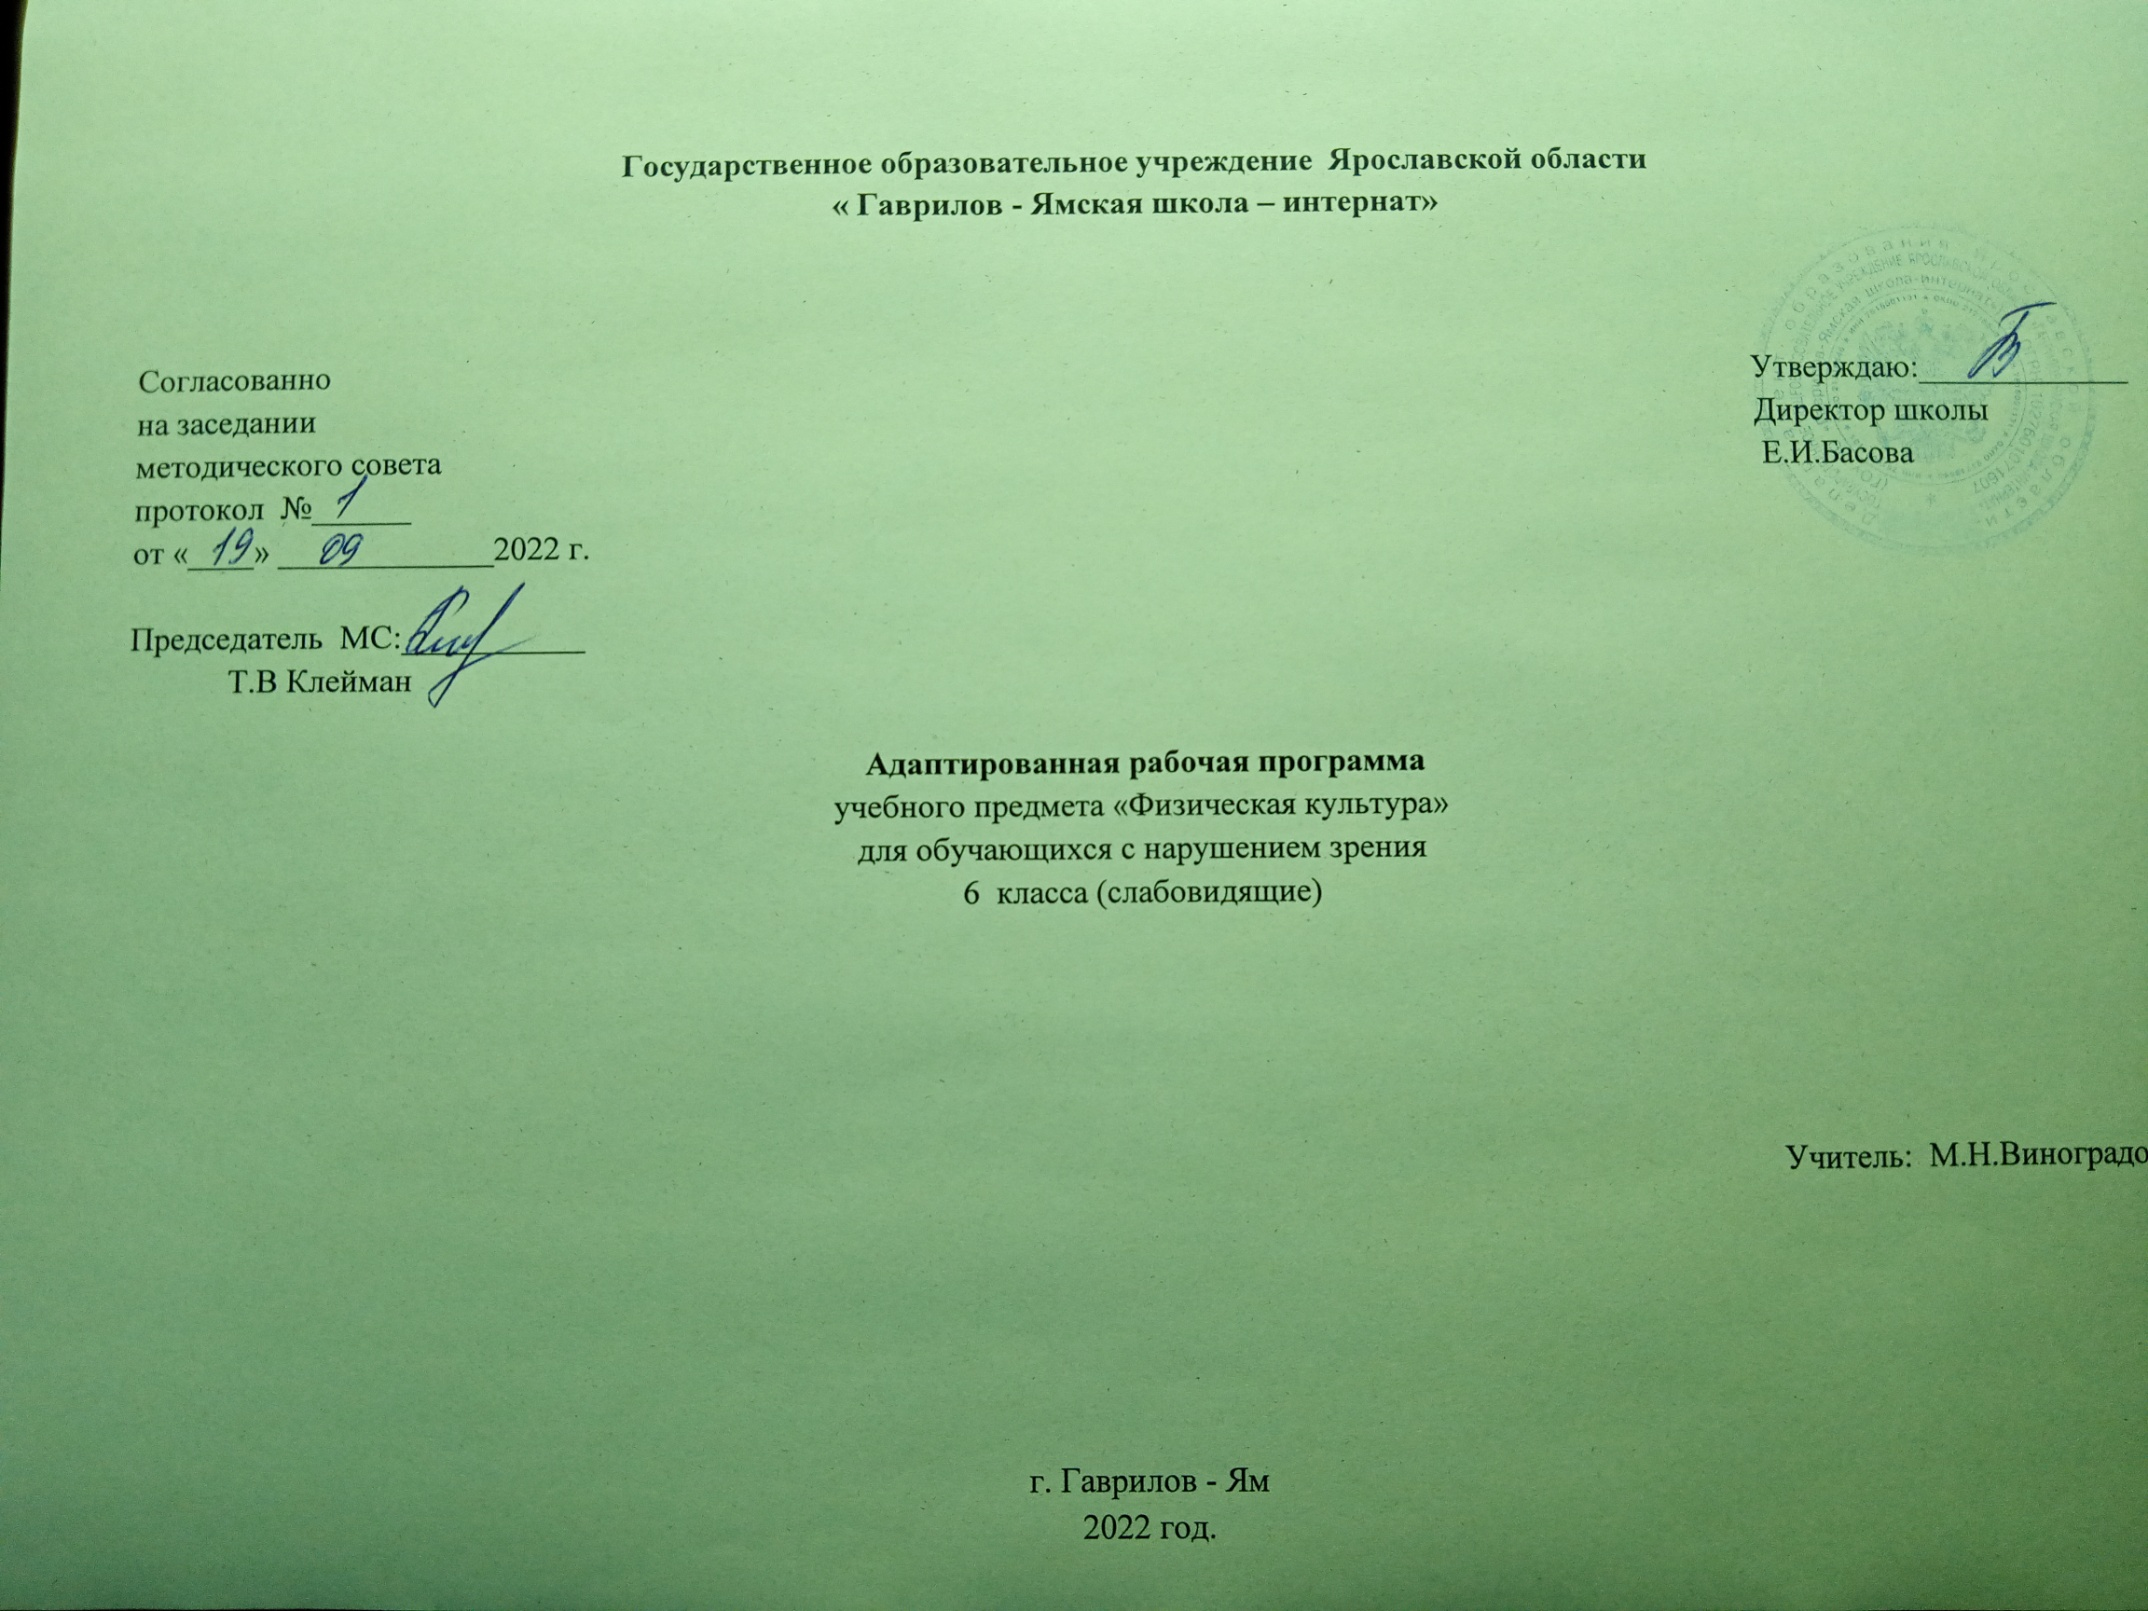 Государственное образовательное учреждение Ярославской области
« Гаврилов - Ямская школа – интернат»
Согласованно
на заседании
методического совета
протокол № 1
от « 19 » 09 2022 г.
Председатель МС:
Т.В Клейман
Утверждаю:
Директор школы
Е.И.Басова
Адаптированная рабочая программа
учебного предмета «Физическая культура»
для обучающихся с нарушением зрения
6 класса (слабовидящие)
Учитель: М.Н.Виноградо
г. Гаврилов - Ям
2022 год.